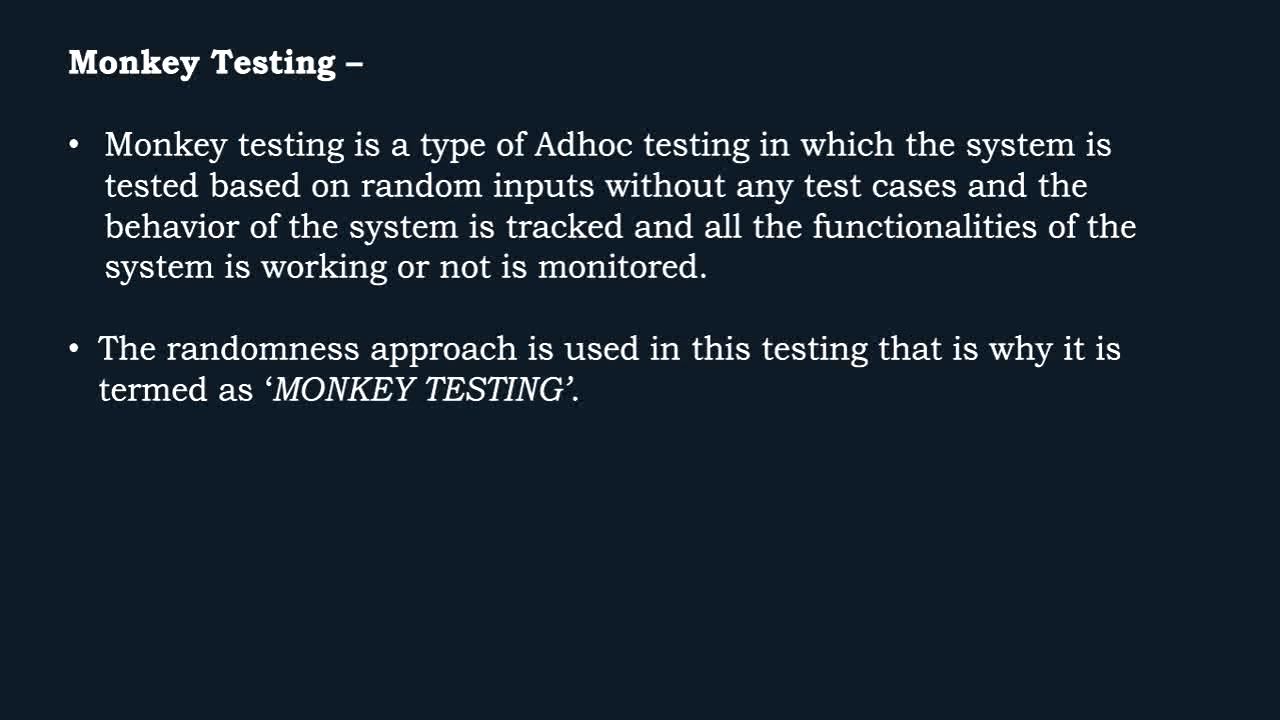 Monkey Testing –
• Monkey testing is a type of Adhoc testing in which the system is
tested based on random inputs without any test cases and the
behavior of the system is tracked and all the functionalities of the
system is working or not is monitored.
• The randomness approach is used in this testing that is why it is
termed as ‘MONKEY TESTING’.